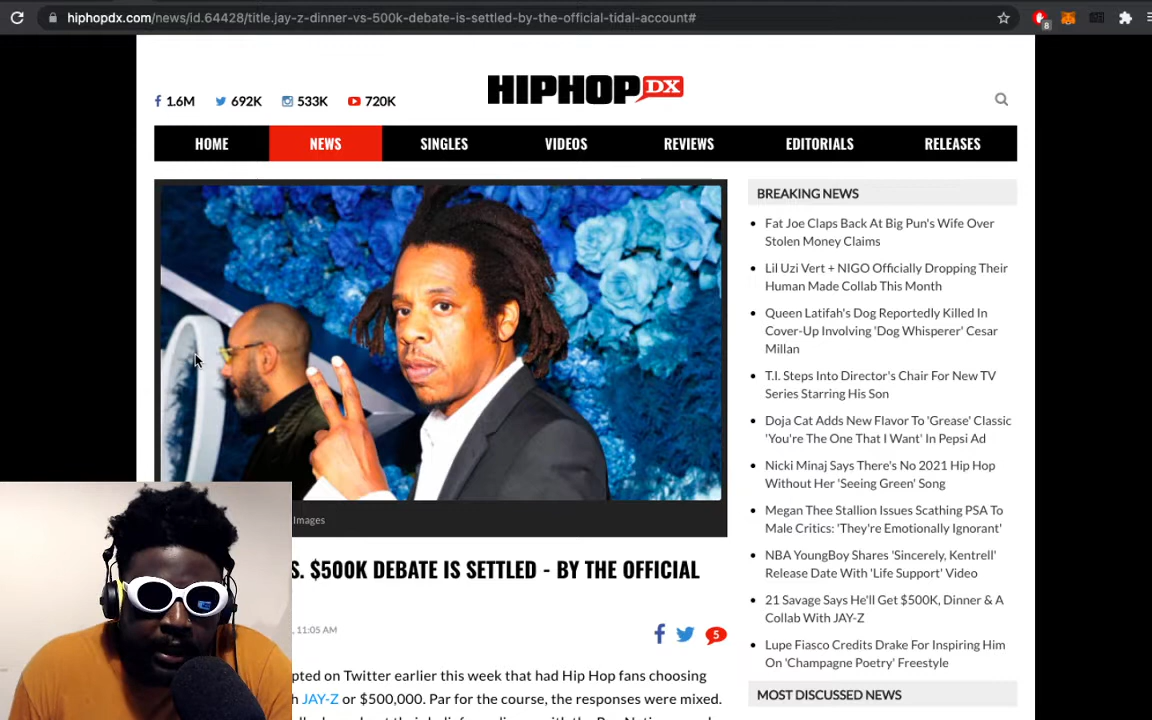 hiphopdx.com/news/id.64428/title.jay-z-dinner-vs-500k-debate-is-settled-by-the-official-tidal-account#
8
1.6M 692K 533K 720K
HIPHOP DX
HOME NEWS SINGLES VIDEOS REVIEWS EDITORIALS RELEASES
Images
S. $500K DEBATE IS SETTLED - BY THE OFFICIAL
, 11:05 AM
5
pted on Twitter earlier this week that had Hip Hop fans choosing
h JAY-Z or $500,000. Par for the course, the responses were mixed.
BREAKING NEWS
Fat Joe Claps Back At Big Pun's Wife Over
Stolen Money Claims
Lil Uzi Vert + NIGO Officially Dropping Their
Human Made Collab This Month
Queen Latifah's Dog Reportedly Killed In
Cover-Up Involving 'Dog Whisperer' Cesar
Millan
T.I. Steps Into Director's Chair For New TV
Series Starring His Son
Doja Cat Adds New Flavor To 'Grease' Classic
'You're The One That I Want' In Pepsi Ad
Nicki Minaj Says There's No 2021 Hip Hop
Without Her 'Seeing Green' Song
Megan Thee Stallion Issues Scathing PSA To
Male Critics: 'They're Emotionally Ignorant'
NBA YoungBoy Shares 'Sincerely, Kentrell'
Release Date With 'Life Support' Video
21 Savage Says He'll Get $500K, Dinner & A
Collab With JAY-Z
Lupe Fiasco Credits Drake For Inspiring Him
On 'Champagne Poetry' Freestyle
MOST DISCUSSED NEWS